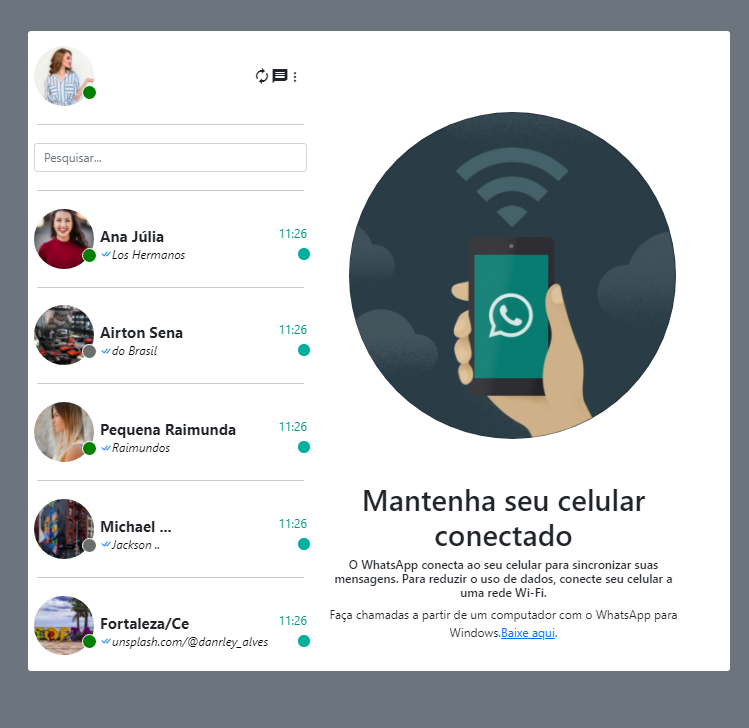 Pesquisar...
Ana Júlia
11:26
Los Hermanos
Airton Sena
11:26
do Brasil
Pequena Raimunda
11:26
Raimundos
Michael ...
11:26
Jackson ..
Fortaleza/Ce
11:26
unsplash.com/@danrley_alves
Mantenha seu celular
conectado
O WhatsApp conecta ao seu celular para sincronizar suas
mensagens. Para reduzir o uso de dados, conecte seu celular a
uma rede Wi-Fi.
Faça chamadas a partir de um computador com o WhatsApp para
Windows.Baixe aqui.